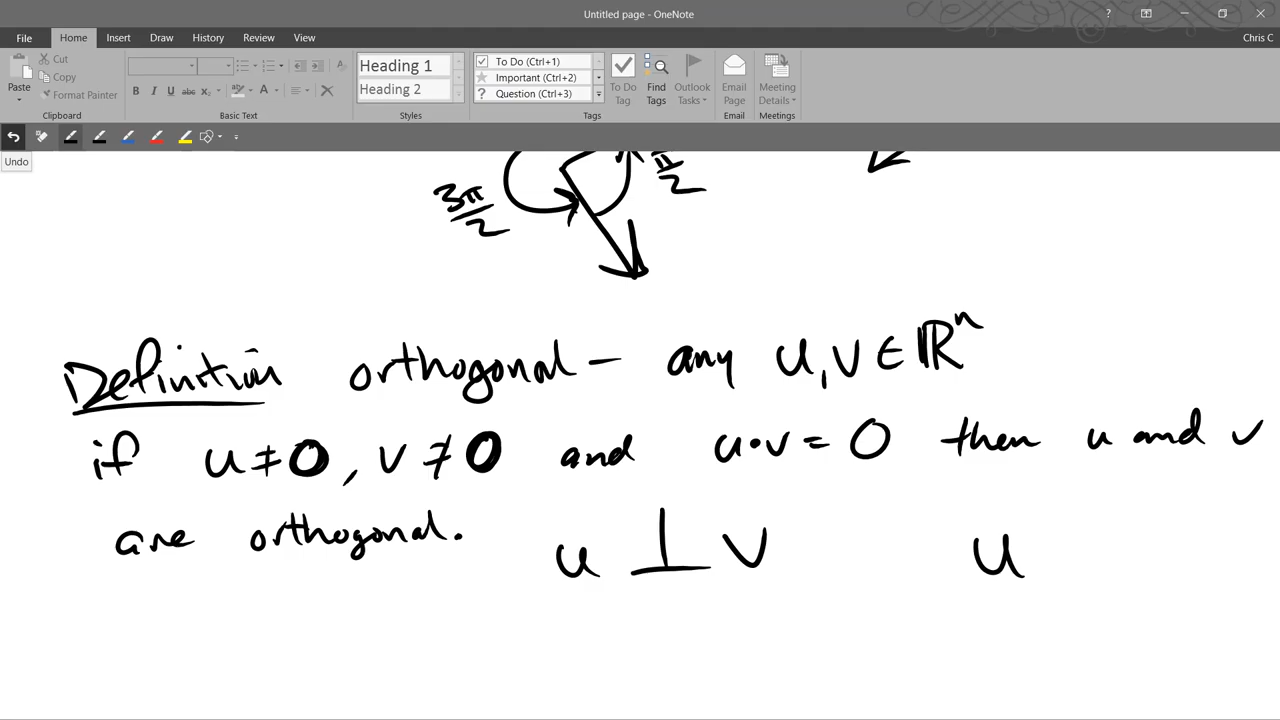 Untitled page - OneNote
?
File Home Insert Draw History Review View
Chris C
Paste
Cut
Copy
Format Painter
Clipboard
B I U abc x₂ A
Basic Text
Heading 1
Heading 2
Styles
To Do (Ctrl+1)
Important (Ctrl+2)
? Question (Ctrl+3)
To Do Tag
Find Tags
Outlook Tasks
Tags
Email Page
Email
Meeting Details
Meetings
Undo
3π/2
π/2
Definition orthogonal – any u, v ∈ ℝⁿ
if u ≠ 0, v ≠ 0 and u·v = 0 then u and v
are orthogonal. u ⊥ v u